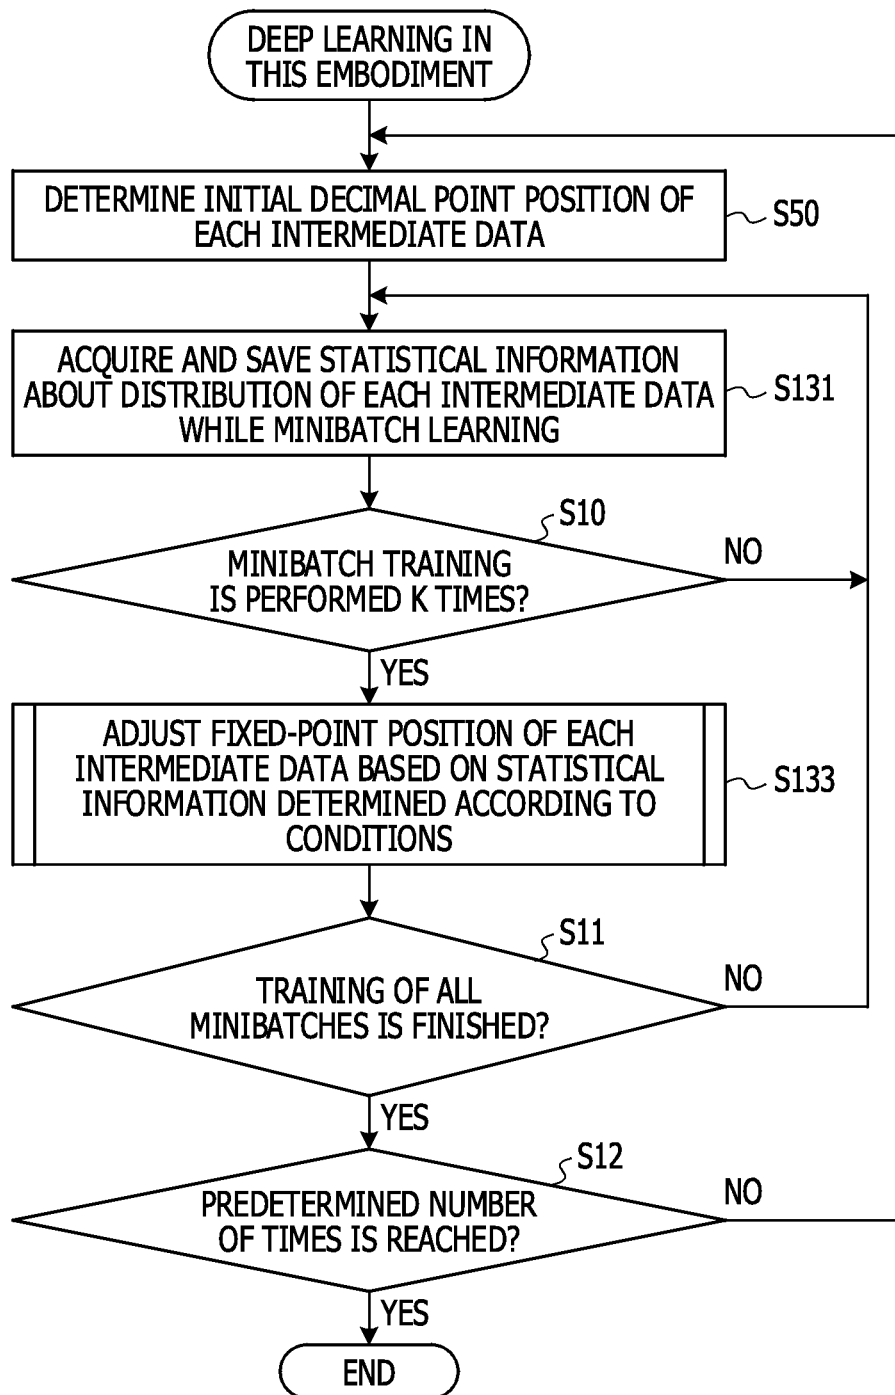 DEEP LEARNING IN
THIS EMBODIMENT
DETERMINE INITIAL DECIMAL POINT POSITION OF
EACH INTERMEDIATE DATA
S50
ACQUIRE AND SAVE STATISTICAL INFORMATION
ABOUT DISTRIBUTION OF EACH INTERMEDIATE DATA
WHILE MINIBATCH LEARNING
S131
S10
MINIBATCH TRAINING
IS PERFORMED K TIMES?
NO
YES
ADJUST FIXED-POINT POSITION OF EACH
INTERMEDIATE DATA BASED ON STATISTICAL
INFORMATION DETERMINED ACCORDING TO
CONDITIONS
S133
S11
TRAINING OF ALL
MINIBATCHES IS FINISHED?
NO
YES
S12
PREDETERMINED NUMBER
OF TIMES IS REACHED?
NO
YES
END